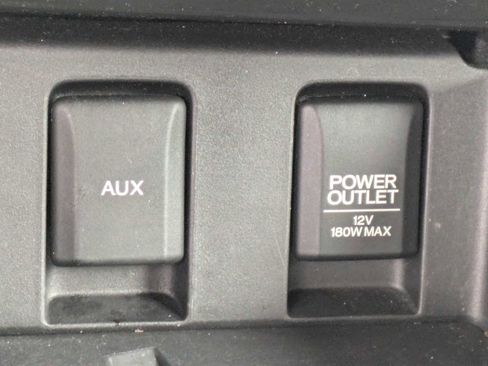 AUX
POWER
OUTLET
12V
180W MAX